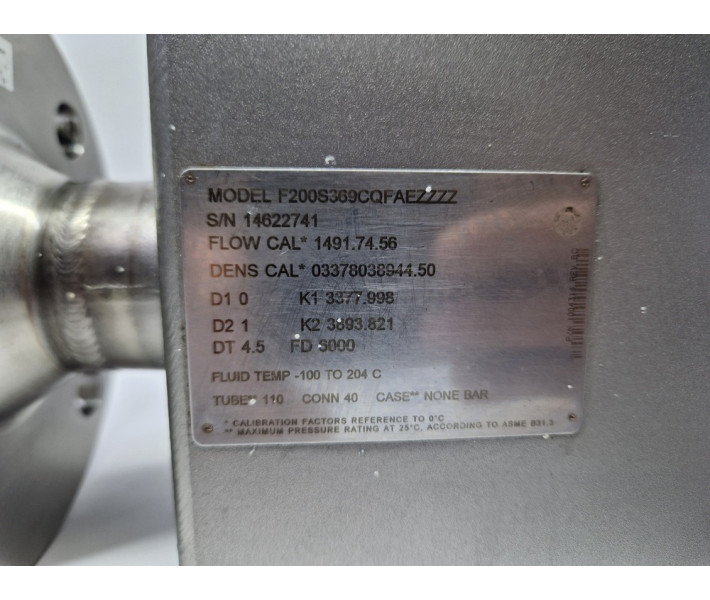 MODEL F200S369CQFAEZZZZ
S/N 14622741
FLOW CAL* 1491.74.56
DENS CAL* 03378038944.50
D1 0 K1 3377.998
D2 1 K2 3893.821
DT 4.5 FD 3000
FLUID TEMP -100 TO 204 C
TUBE** 110 CONN 40 CASE** NONE BAR
* CALIBRATION FACTORS REFERENCE TO 0°C
** MAXIMUM PRESSURE RATING AT 25°C, ACCORDING TO ASME B31.3